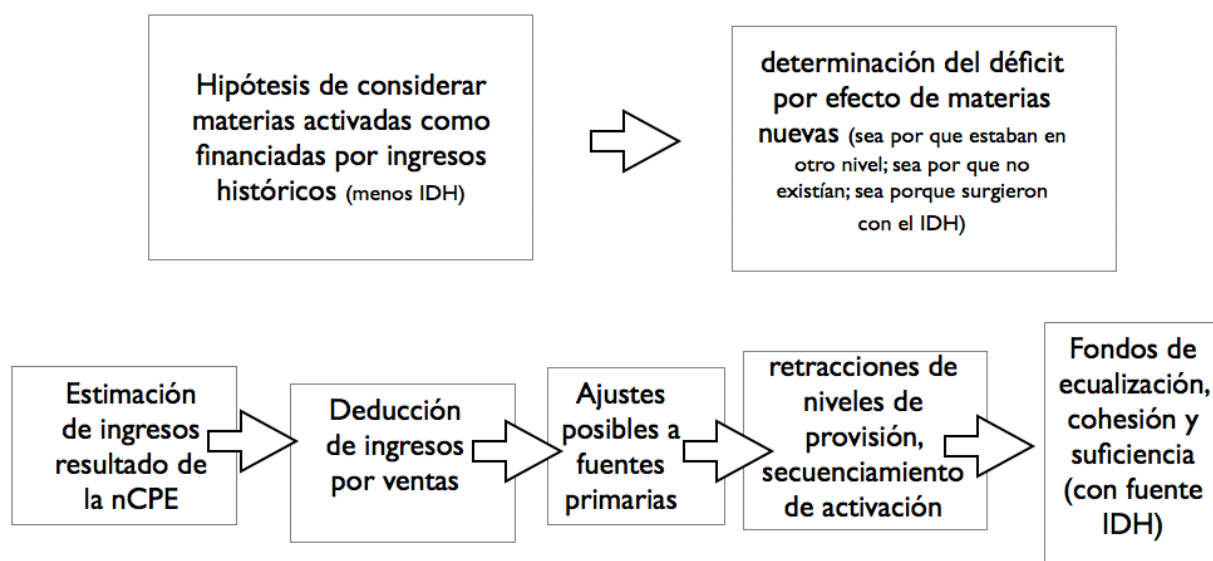 Hipótesis de considerar
materias activadas como
financiadas por ingresos
históricos (menos IDH)
determinación del déficit
por efecto de materias
nuevas (sea por que estaban en
otro nivel; sea por que no
existían; sea porque surgieron
con el IDH)
Estimación
de ingresos
resultado de
la nCPE
Deducción
de ingresos
por ventas
Ajustes
posibles a
fuentes
primarias
retracciones de
niveles de
provisión,
secuenciamiento
de activación
Fondos de
ecualización,
cohesión y
suficiencia
(con fuente
IDH)